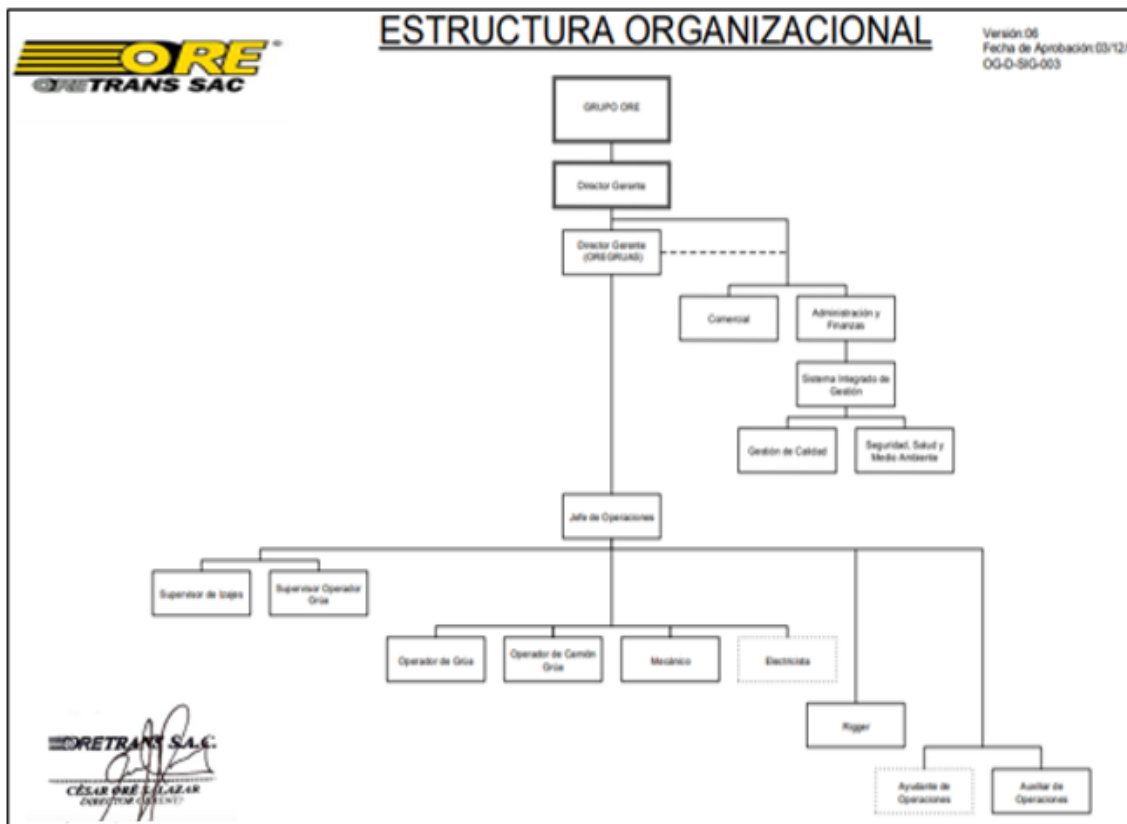 ORE
ORETRANS SAC
ESTRUCTURA ORGANIZACIONAL
Versión:06
Fecha de Aprobación:03/12/
OG-D-SIG-003
GRUPO ORE
Director Gerente
Director Gerente
(OREGRUAS)
Comercial
Administración y
Finanzas
Sistema Integrado de
Gestión
Gestión de Calidad
Seguridad, Salud y
Medio Ambiente
Jefe de Operaciones
Supervisor de Izajes
Supervisor Operador
Grúa
Operador de Grúa
Operador de Camión
Grúa
Mecánico
Electricista
Rigger
Ayudante de
Operaciones
Auxiliar de
Operaciones
ORETRANS S.A.C.
CÉSAR ORÉ SALAZAR
DIRECTOR GERENTE